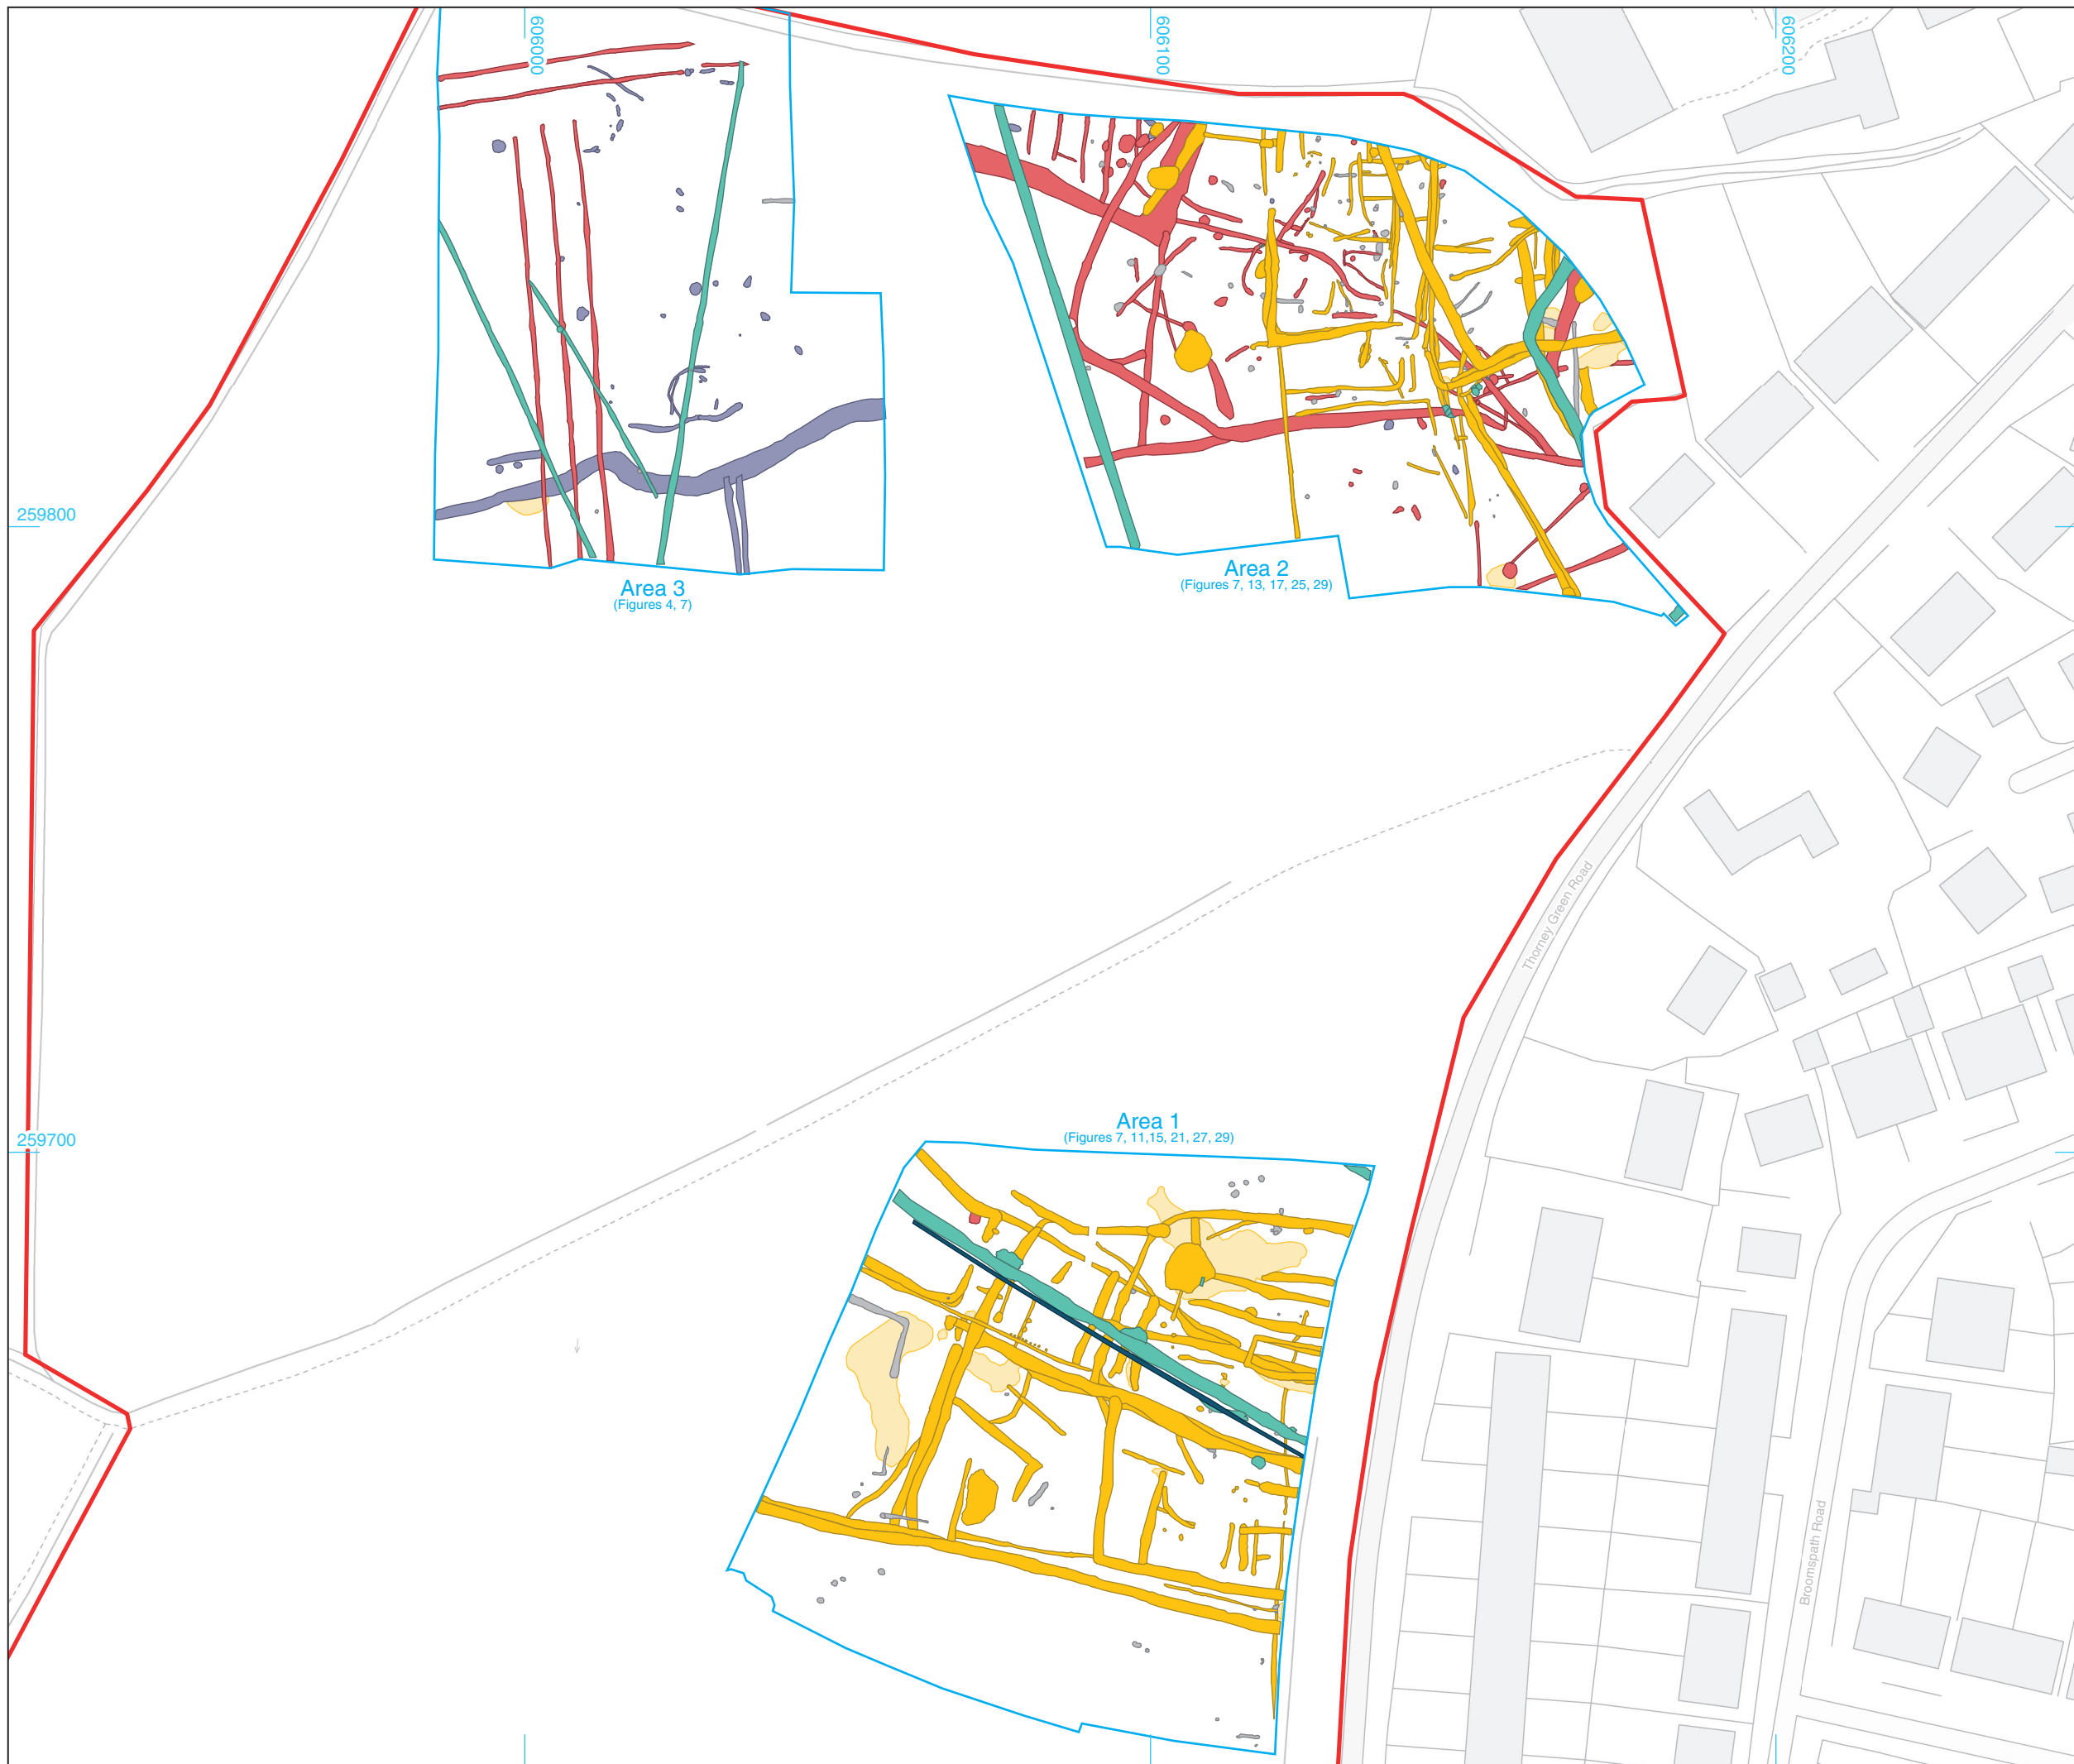 606000
606100
606200
259800
Area 3
(Figures 4, 7)
Area 2
(Figures 7, 13, 17, 25, 29)
Thorney Green Road
259700
Area 1
(Figures 7, 11,15, 21, 27, 29)
Broomspath Road